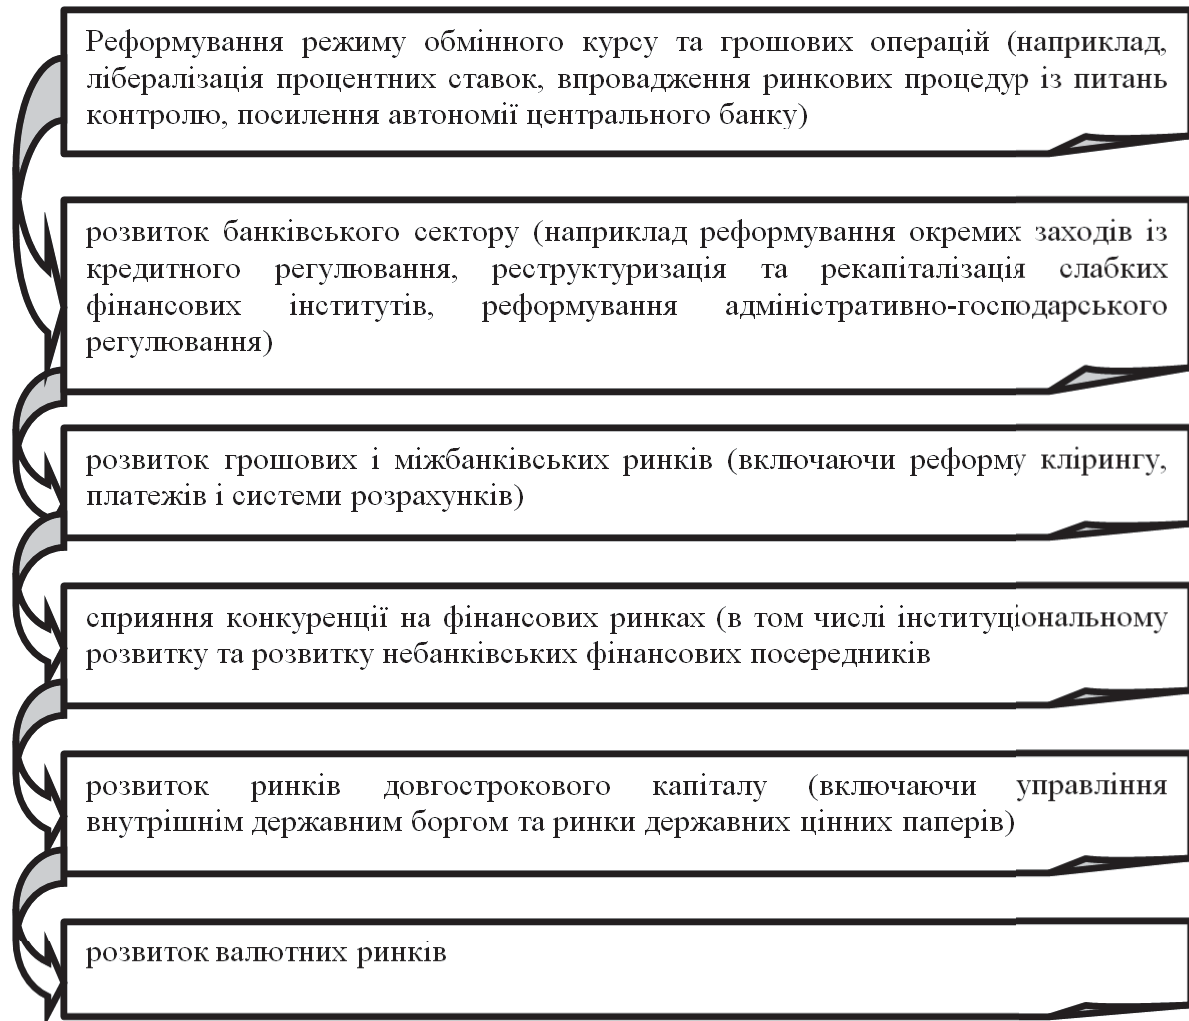 Реформування режиму обмінного курсу та грошових операцій (наприклад,
лібералізація процентних ставок, впровадження ринкових процедур із питань
контролю, посилення автономії центрального банку)
розвиток банківського сектору (наприклад реформування окремих заходів із
кредитного регулювання, реструктуризація та рекапіталізація слабких
фінансових інститутів, реформування адміністративно-господарського
регулювання)
розвиток грошових і міжбанківських ринків (включаючи реформу клірингу,
платежів і системи розрахунків)
сприяння конкуренції на фінансових ринках (в том числі інституціональному
розвитку та розвитку небанківських фінансових посередників
розвиток ринків довгострокового капіталу (включаючи управління
внутрішнім державним боргом та ринки державних цінних паперів)
розвиток валютних ринків